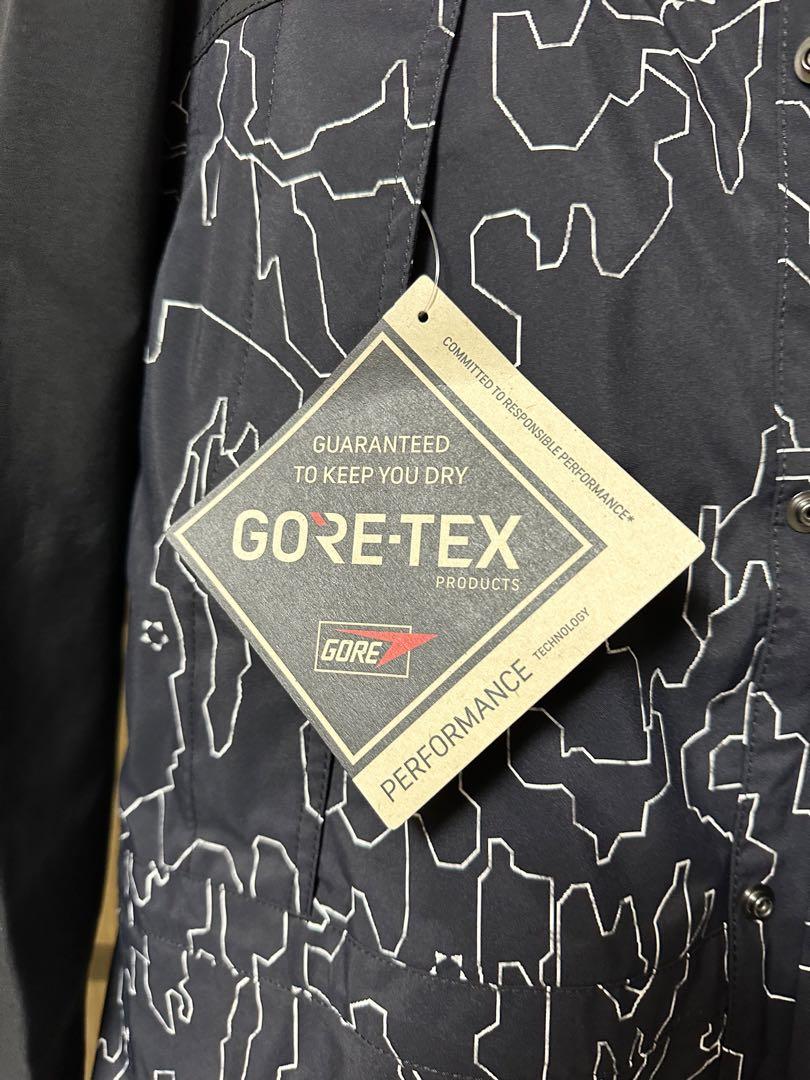 COMMITTED TO RESPONSIBLE PERFORMANCE*
GUARANTEED
TO KEEP YOU DRY
GORE-TEX
PRODUCTS
GORE
PERFORMANCE TECHNOLOGY